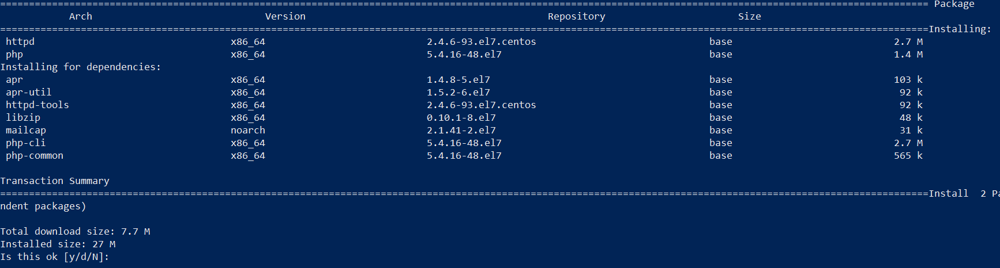 ================================================================================================================================================================= Package
Arch Version Repository Size
=================================================================================================================================================================Installing:
httpd x86_64 2.4.6-93.el7.centos base 2.7 M
php x86_64 5.4.16-48.el7 base 1.4 M
Installing for dependencies:
apr x86_64 1.4.8-5.el7 base 103 k
apr-util x86_64 1.5.2-6.el7 base 92 k
httpd-tools x86_64 2.4.6-93.el7.centos base 92 k
libzip x86_64 0.10.1-8.el7 base 48 k
mailcap noarch 2.1.41-2.el7 base 31 k
php-cli x86_64 5.4.16-48.el7 base 2.7 M
php-common x86_64 5.4.16-48.el7 base 565 k
Transaction Summary
=================================================================================================================================================================Install 2 Pa
ndent packages)
Total download size: 7.7 M
Installed size: 27 M
Is this ok [y/d/N]: